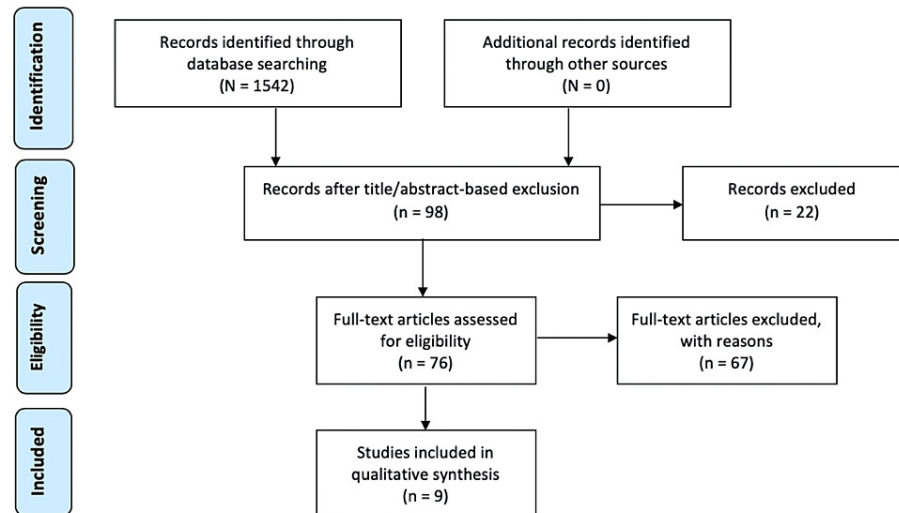 Identification
Records identified through
database searching
(N = 1542)
Additional records identified
through other sources
(N = 0)
Screening
Records after title/abstract-based exclusion
(n = 98)
Records excluded
(n = 22)
Eligibility
Full-text articles assessed
for eligibility
(n = 76)
Full-text articles excluded,
with reasons
(n = 67)
Included
Studies included in
qualitative synthesis
(n = 9)